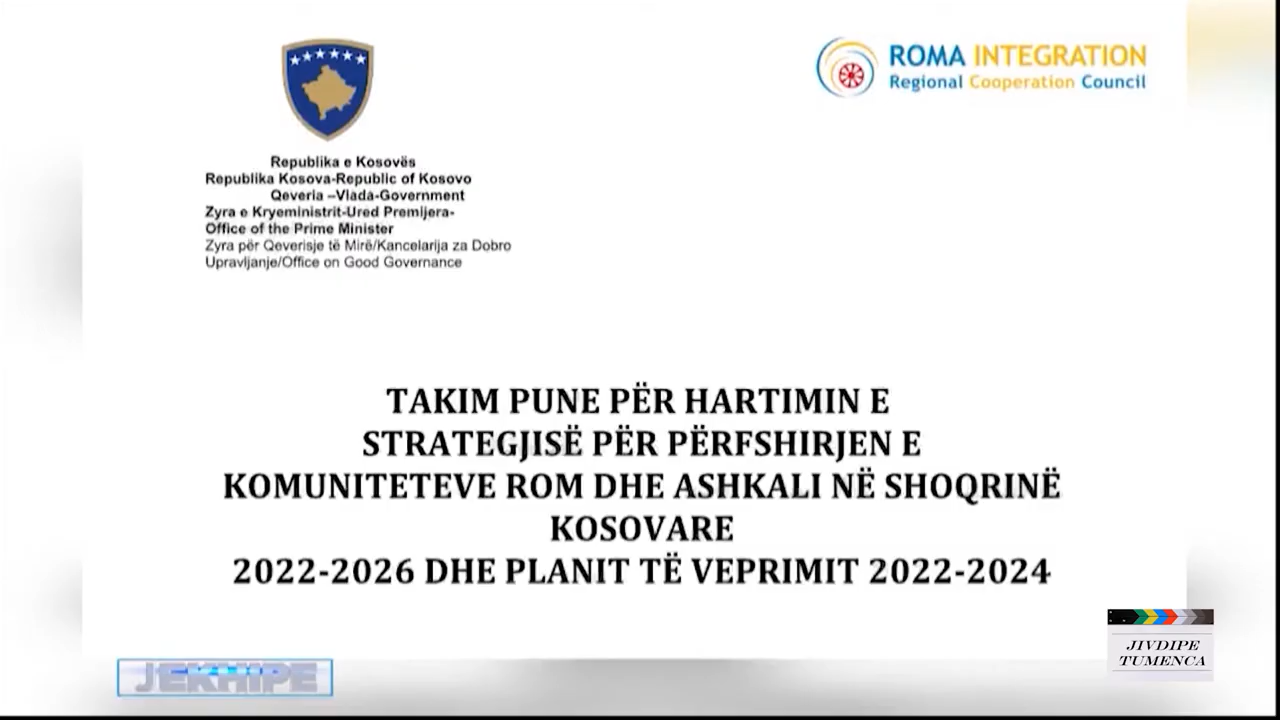 ROMA INTEGRATION
Regional Cooperation Council
Republika e Kosovës
Republika Kosova-Republic of Kosovo
Qeveria –Vlada-Government
Zyra e Kryeministrit-Ured Premijera-
Office of the Prime Minister
Zyra për Qeverisje të Mirë/Kancelarija za Dobro
Upravljanje/Office on Good Governance
TAKIM PUNE PËR HARTIMIN E
STRATEGJISË PËR PËRFSHIRJEN E
KOMUNITETEVE ROM DHE ASHKALI NË SHOQRINË
KOSOVARE
2022-2026 DHE PLANIT TË VEPRIMIT 2022-2024
JIVDIPE
TUMENCA
JEKHIPE